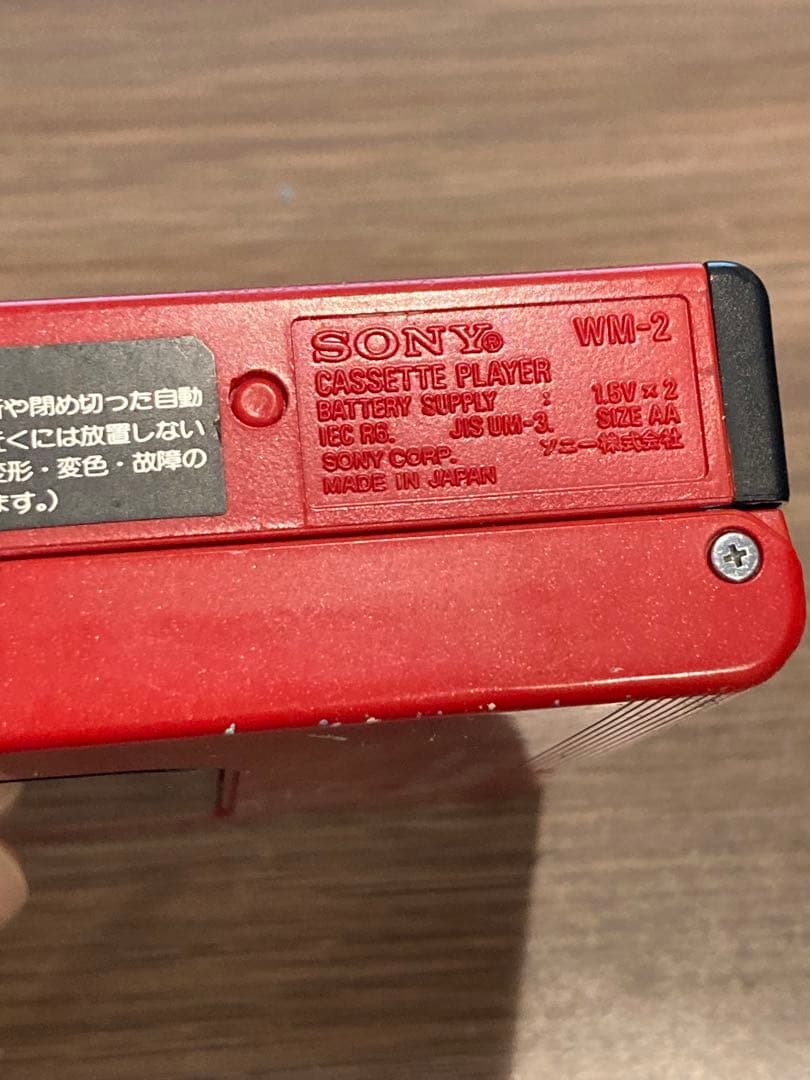 や閉め切った自動
くには放置しない
形・変色・故障の
ます。)
SONY® WM-2
CASSETTE PLAYER
BATTERY SUPPLY : 1.5V × 2
IEC R6. JIS UM-3. SIZE AA
SONY CORP. ソニー株式会社
MADE IN JAPAN